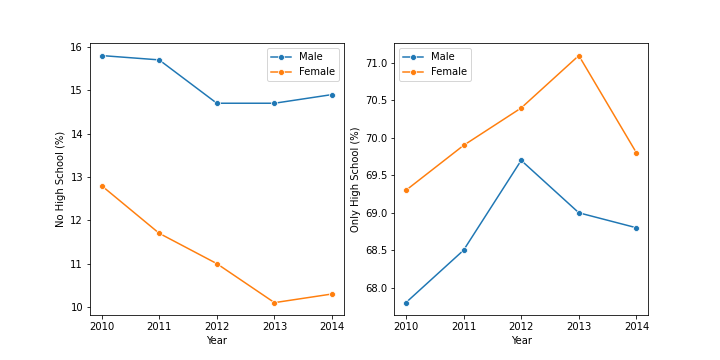 No High School (%)
16
15
14
13
12
11
10
Male
Female
2010 2011 2012 2013 2014
Year
Only High School (%)
71.0
70.5
70.0
69.5
69.0
68.5
68.0
Male
Female
2010 2011 2012 2013 2014
Year